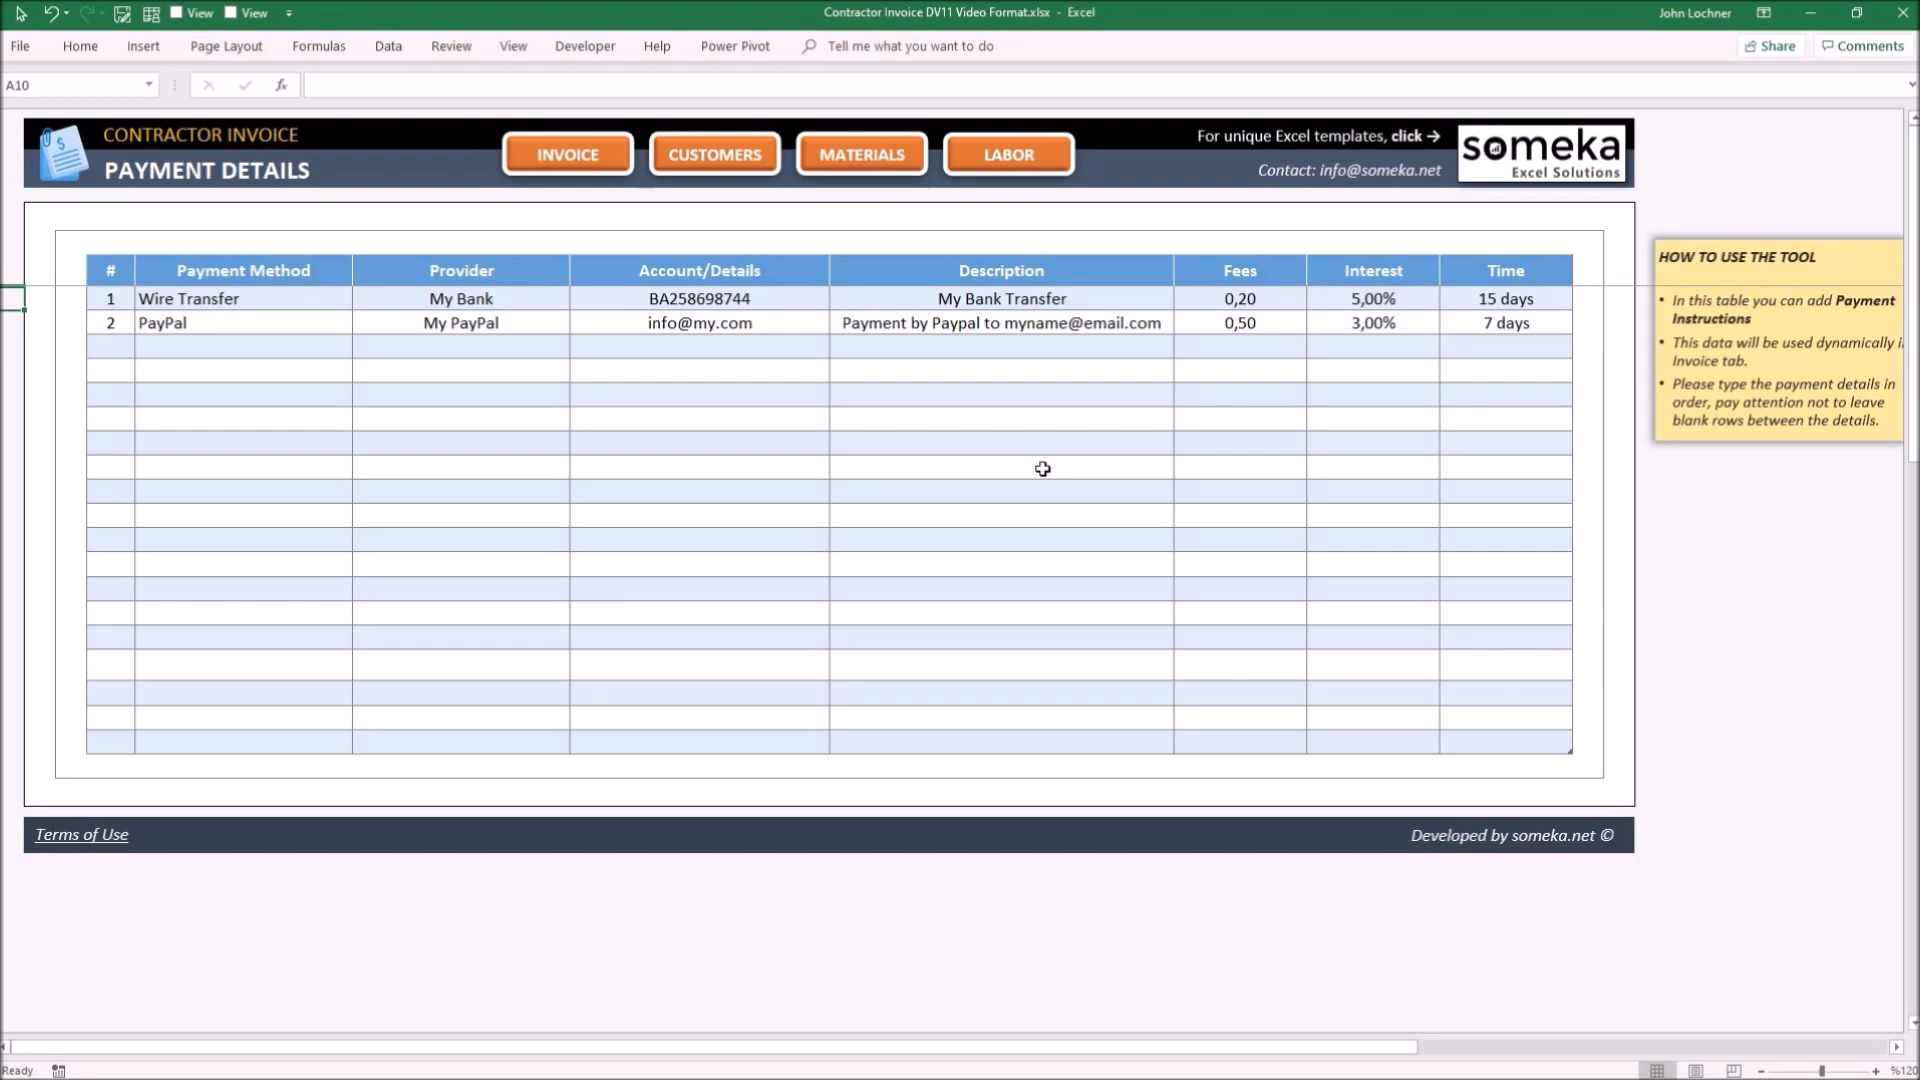 View View
Contractor Invoice DV11 Video Format.xlsx - Excel
John Lochner
File Home Insert Page Layout Formulas Data Review View Developer Help Power Pivot Tell me what you want to do Share Comments
A10
fx
CONTRACTOR INVOICE
PAYMENT DETAILS
INVOICE CUSTOMERS MATERIALS LABOR
For unique Excel templates, click →
Contact: info@someka.net
someka
Excel Solutions
# Payment Method Provider Account/Details Description Fees Interest Time
1 Wire Transfer My Bank BA258698744 My Bank Transfer 0,20 5,00% 15 days
2 PayPal My PayPal info@my.com Payment by Paypal to myname@email.com 0,50 3,00% 7 days
HOW TO USE THE TOOL
• In this table you can add Payment
Instructions
• This data will be used dynamically i
Invoice tab.
• Please type the payment details in
order, pay attention not to leave
blank rows between the details.
Terms of Use
Developed by someka.net ©
Ready
%120